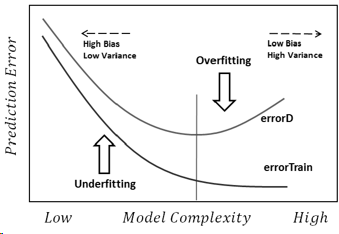 High Bias
Low Variance
Low Bias
High Variance
Overfitting
errorD
errorTrain
Underfitting
Prediction Error
Low Model Complexity High